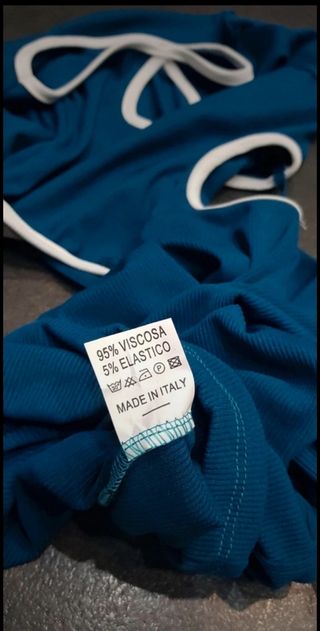 95% VISCOSA
5% ELASTICO
MADE IN ITALY